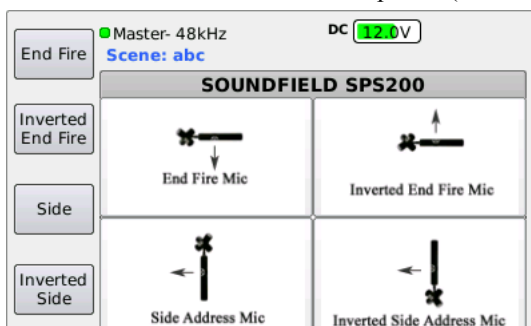 End Fire
Master- 48kHz
DC 12.0V
Scene: abc
SOUNDFIELD SPS200
Inverted
End Fire
End Fire Mic
Inverted End Fire Mic
Side
Inverted
Side
Side Address Mic
Inverted Side Address Mic